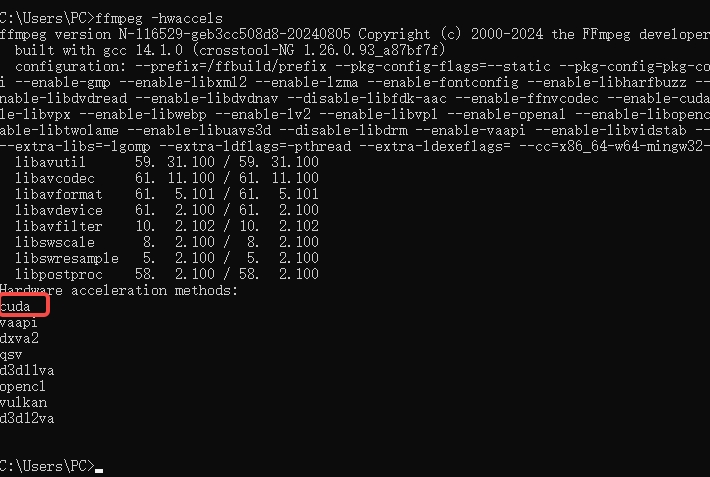 C:\Users\PC>ffmpeg -hwaccels
ffmpeg version N-116529-geb3cc508d8-20240805 Copyright (c) 2000-2024 the FFmpeg developer
built with gcc 14.1.0 (crosstool-NG 1.26.0.93_a87bf7f)
configuration: --prefix=/ffbuild/prefix --pkg-config-flags=--static --pkg-config=pkg-co
i --enable-gmp --enable-libxml2 --enable-lzma --enable-fontconfig --enable-libharfbuzz --
nable-libdvdread --enable-libdvdnav --disable-libfdk-aac --enable-ffnvcodec --enable-cuda
le-libvpx --enable-libwebp --enable-lv2 --enable-libvpl --enable-openal --enable-libopenc
able-libtwolame --enable-libuavs3d --disable-libdrm --enable-vaapi --enable-libvidstab --
--extra-libs=-lgomp --extra-ldflags=-pthread --extra-ldexeflags= --cc=x86_64-w64-mingw32-
libavutil 59. 31.100 / 59. 31.100
libavcodec 61. 11.100 / 61. 11.100
libavformat 61. 5.101 / 61. 5.101
libavdevice 61. 2.100 / 61. 2.100
libavfilter 10. 2.102 / 10. 2.102
libswscale 8. 2.100 / 8. 2.100
libswresample 5. 2.100 / 5. 2.100
libpostproc 58. 2.100 / 58. 2.100
Hardware acceleration methods:
cuda
vaapi
dxva2
qsv
d3d11va
opencl
vulkan
d3d12va
C:\Users\PC>